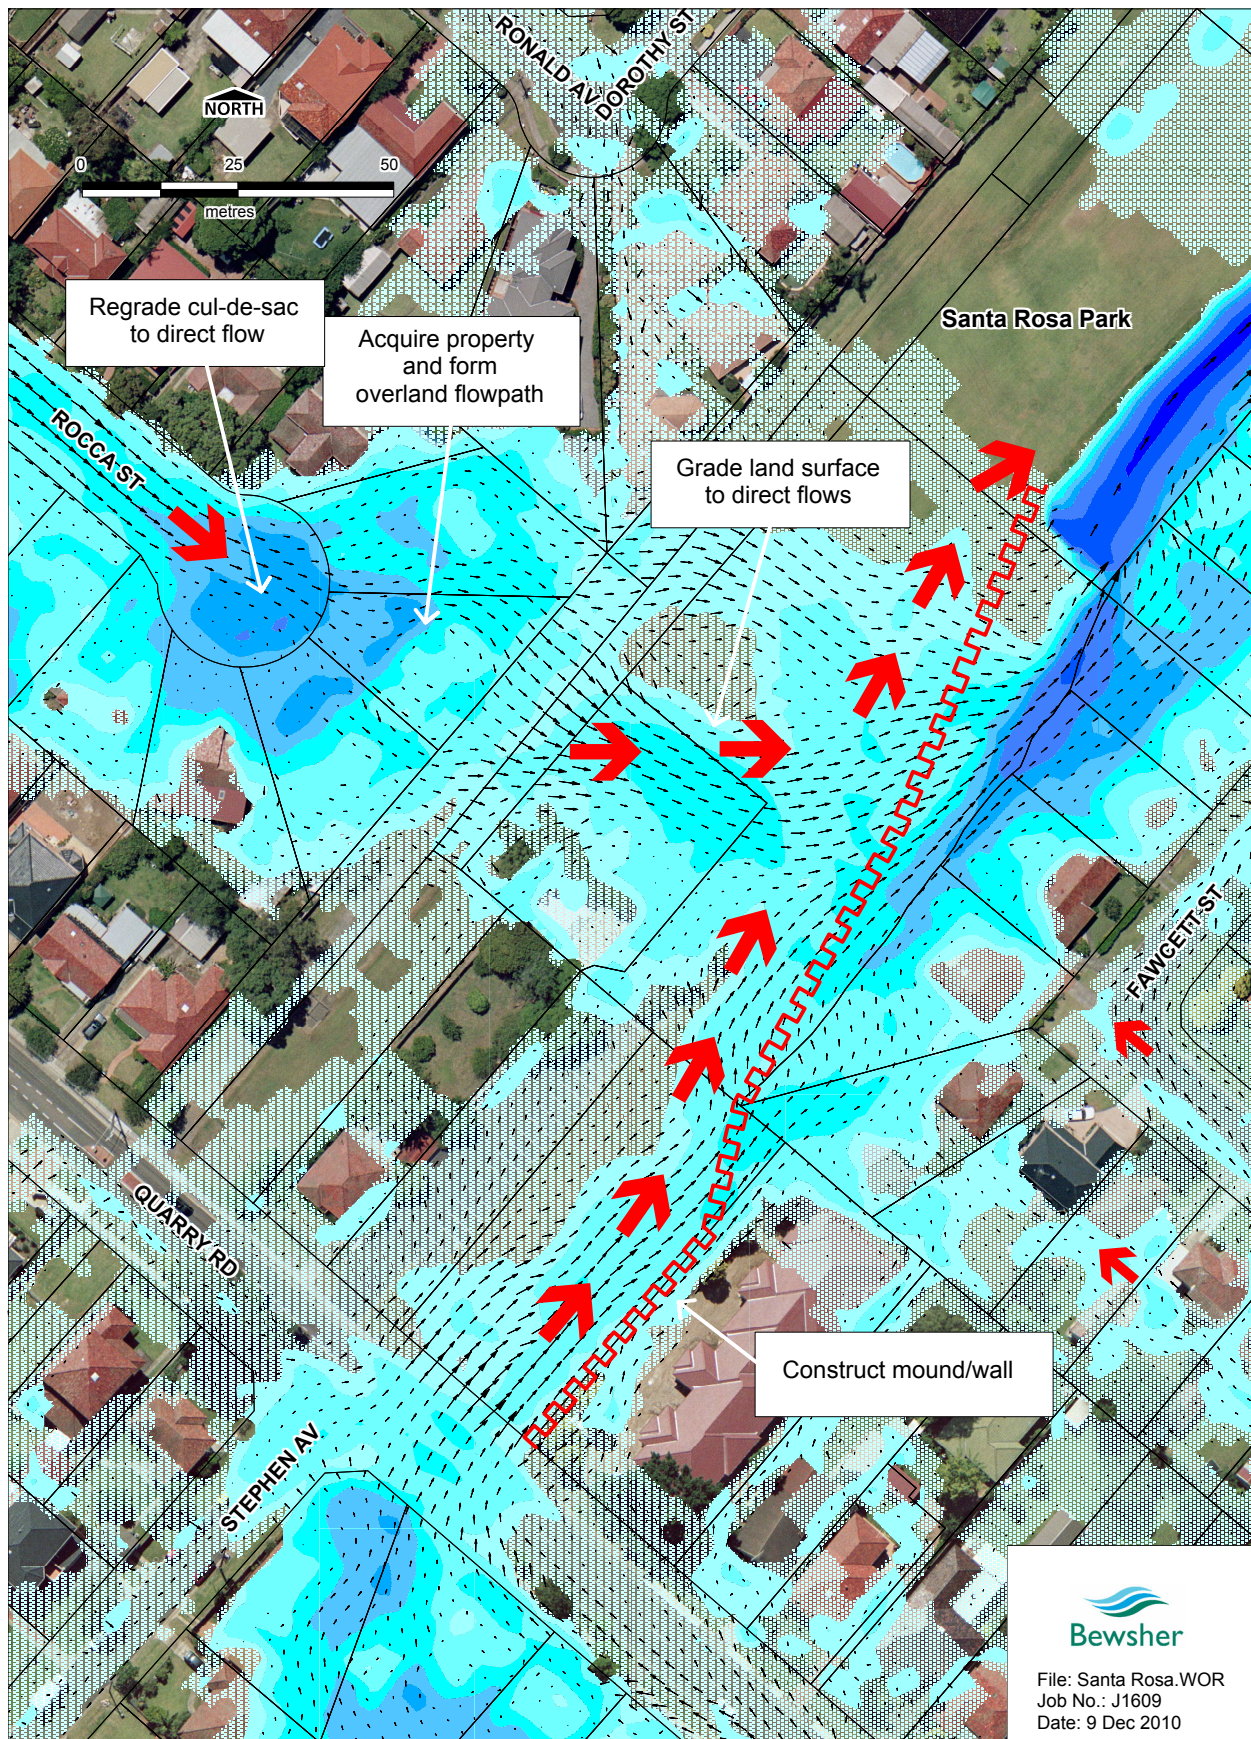 RONALD AV
DOROTHY ST
NORTH
0 25 50
metres
Regrade cul-de-sac
to direct flow
Acquire property
and form
overland flowpath
Santa Rosa Park
ROCCA ST
Grade land surface
to direct flows
FAWCETT ST
QUARRY RD
Construct mound/wall
STEPHEN AV
Bewsher
File: Santa Rosa.WOR
Job No.: J1609
Date: 9 Dec 2010